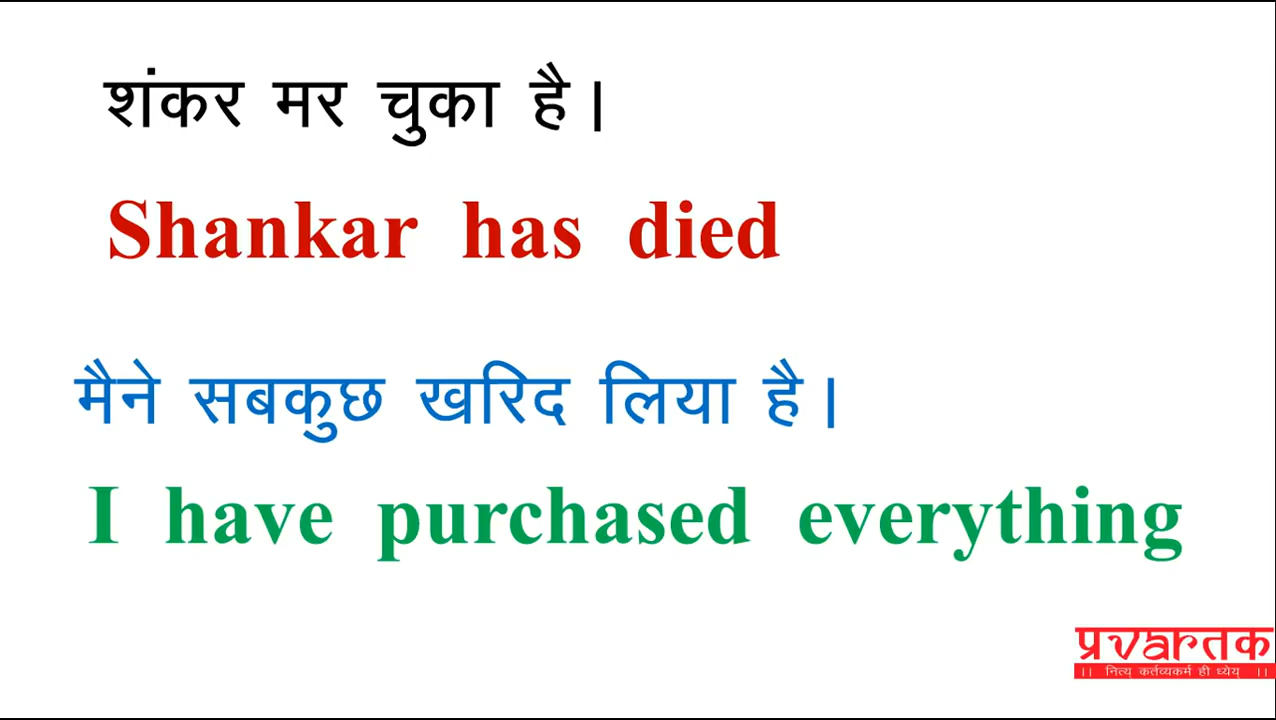 शंकर मर चुका है।
Shankar has died
मैने सबकुछ खरिद लिया है।
I have purchased everything
प्रvartक
।। नित्य् कर्तव्यकर्म ही ध्येय् ।।